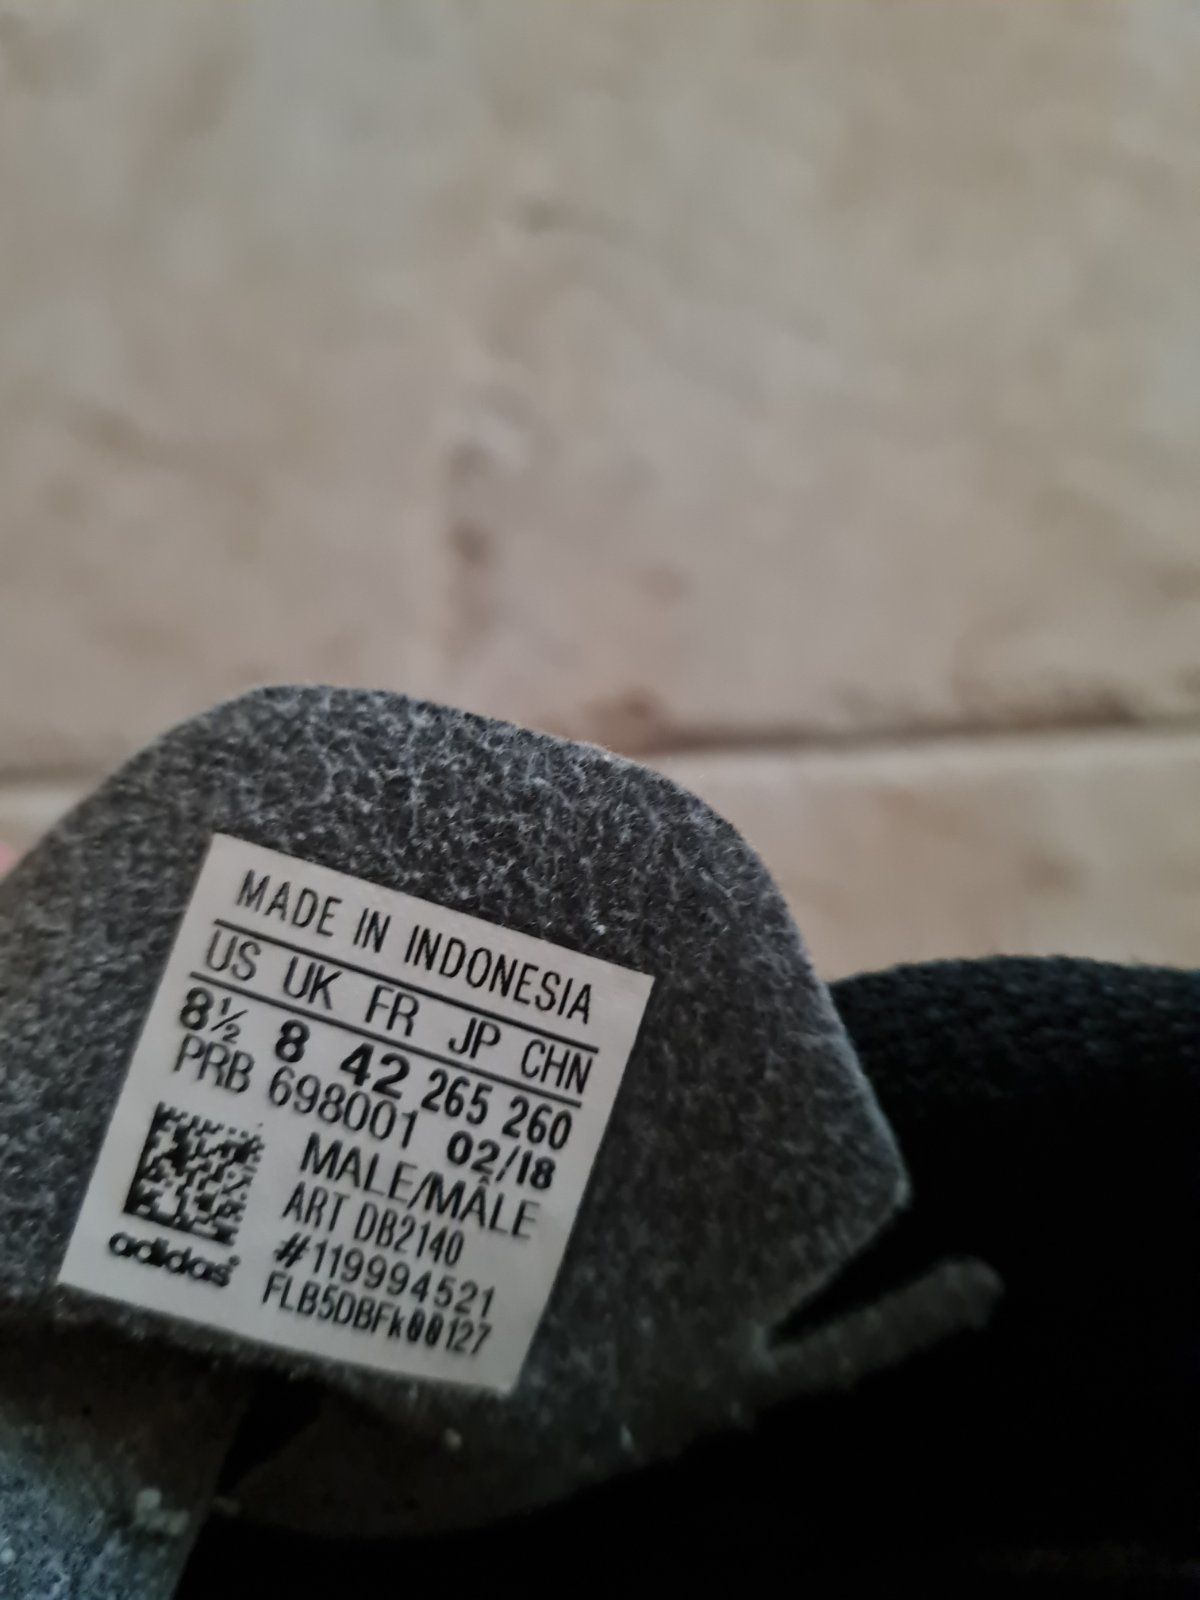 MADE IN INDONESIA
US UK FR JP CHN
8½ 8 42 265 260
PRB 698001 02/18
MALE/MÂLE
ART DB2140
#119994521
FLB5DBFk00127
adidas®